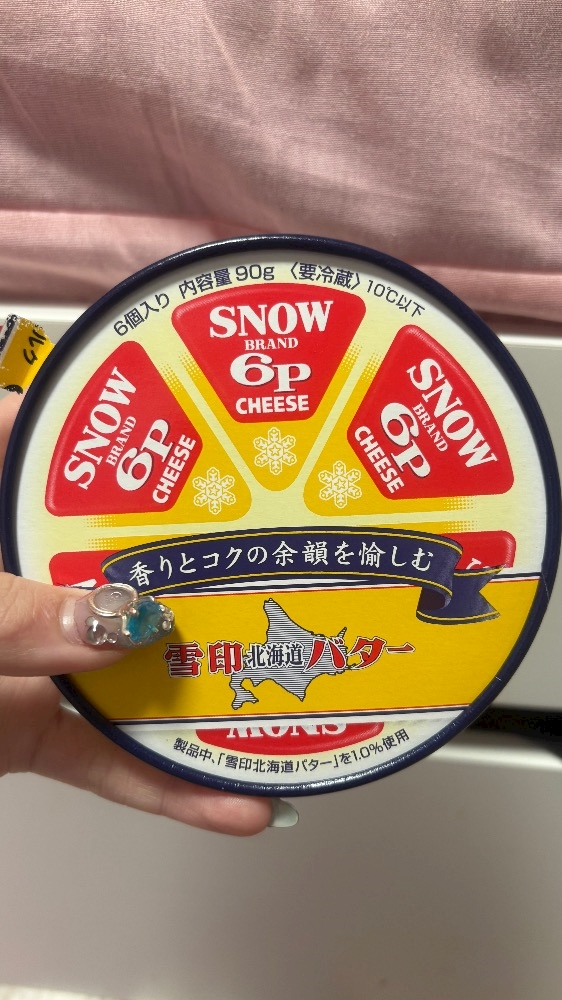 6個入り 内容量90g 〈要冷蔵〉 10℃以下
SNOW
BRAND
6P
CHEESE
SNOW
BRAND
6P
CHEESE
SNOW
BRAND
6P
CHEESE
香りとコクの余韻を愉しむ
雪印北海道バター
SNOW
製品中、「雪印北海道バター」を1.0%使用